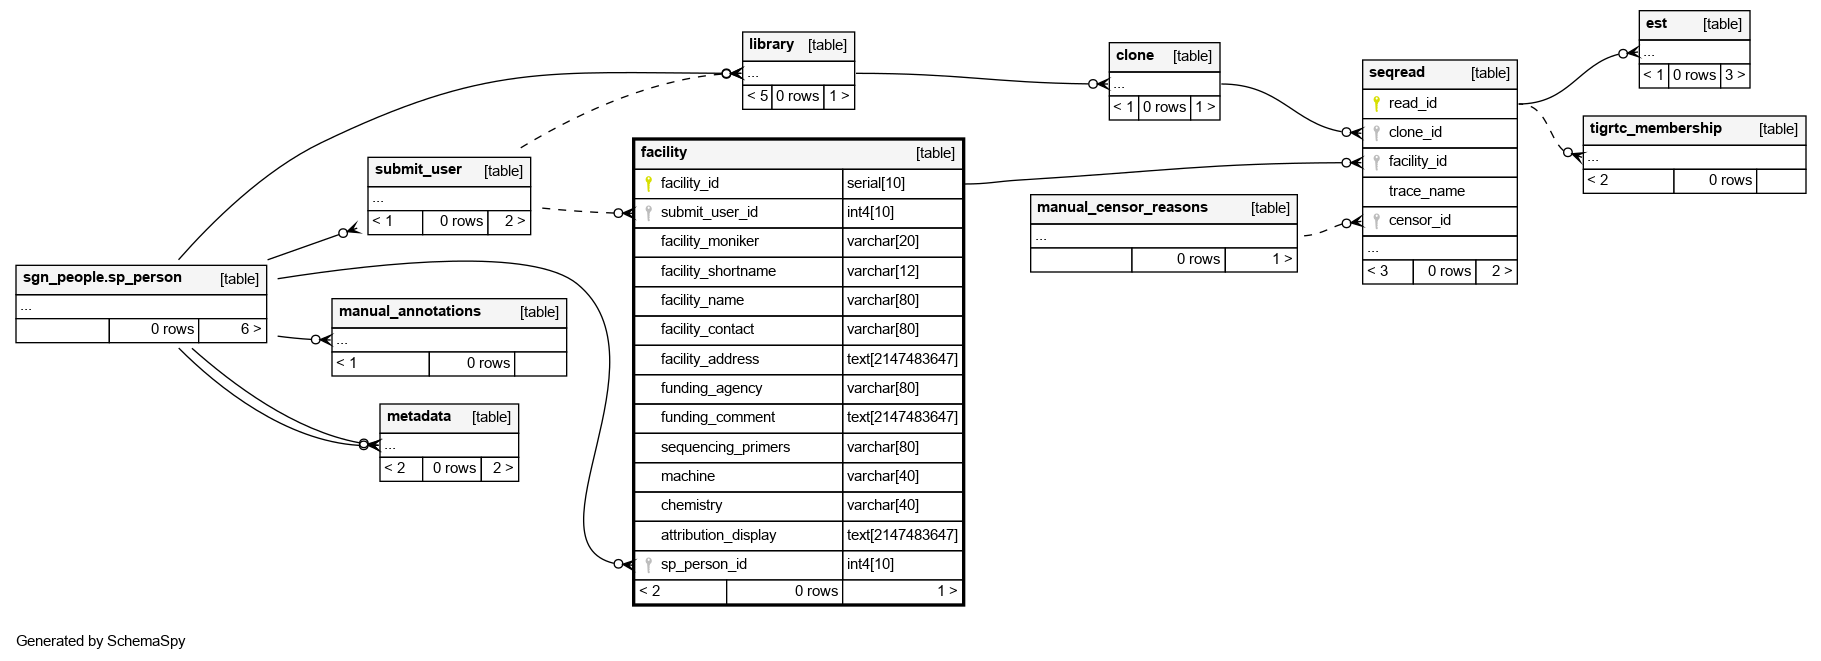 library [table]
...
< 5 0 rows 1 >
clone [table]
...
< 1 0 rows 1 >
est [table]
...
< 1 0 rows 3 >
seqread [table]
read_id
clone_id
facility_id
trace_name
censor_id
...
< 3 0 rows 2 >
tigrtc_membership [table]
...
< 2 0 rows
submit_user [table]
...
< 1 0 rows 2 >
facility [table]
facility_id serial[10]
submit_user_id int4[10]
facility_moniker varchar[20]
facility_shortname varchar[12]
facility_name varchar[80]
facility_contact varchar[80]
facility_address text[2147483647]
funding_agency varchar[80]
funding_comment text[2147483647]
sequencing_primers varchar[80]
machine varchar[40]
chemistry varchar[40]
attribution_display text[2147483647]
sp_person_id int4[10]
< 2 0 rows 1 >
manual_censor_reasons [table]
...
0 rows 1 >
sgn_people.sp_person [table]
...
0 rows 6 >
manual_annotations [table]
...
< 1 0 rows
metadata [table]
...
< 2 0 rows 2 >
Generated by SchemaSpy